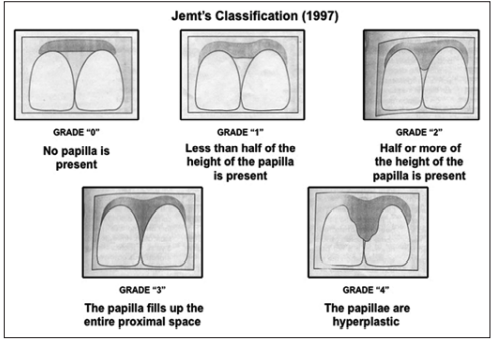 Jemt's Classification (1997)
GRADE "0"
No papilla is
present
GRADE "1"
Less than half of the
height of the papilla
is present
GRADE "2"
Half or more of
the height of the
papilla is present
GRADE "3"
The papilla fills up the
entire proximal space
GRADE "4"
The papillae are
hyperplastic